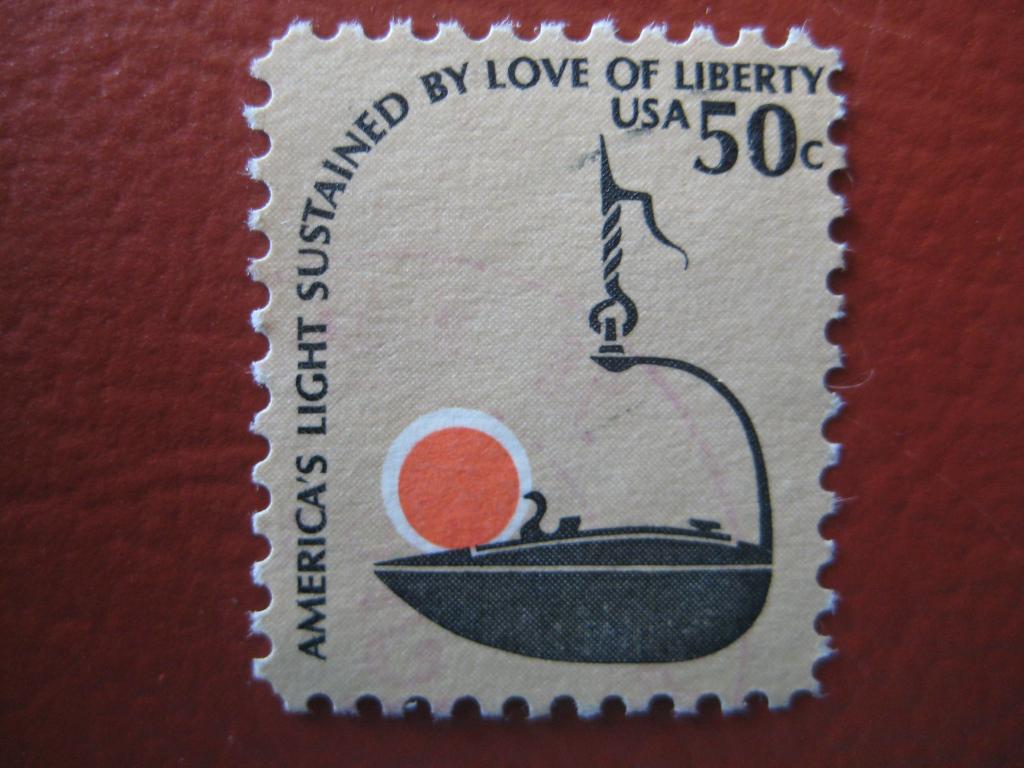 AMERICA'S LIGHT SUSTAINED BY LOVE OF LIBERTY
USA 50c